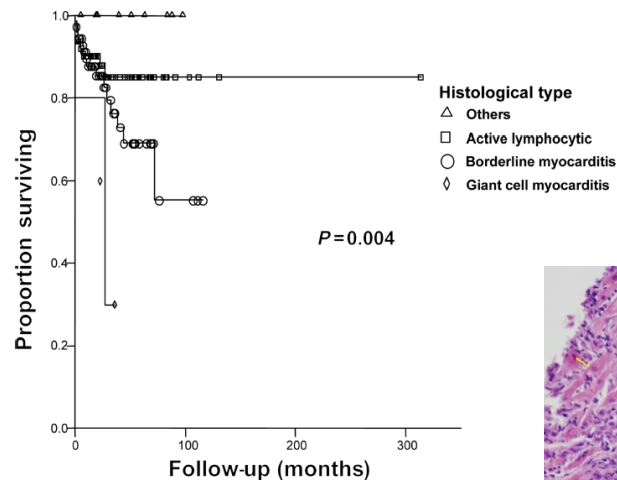 1.0
0.8
0.6
0.4
0.2
0.0
0
100
200
300
Proportion surviving
Follow-up (months)
Histological type
Others
Active lymphocytic
Borderline myocarditis
Giant cell myocarditis
P=0.004